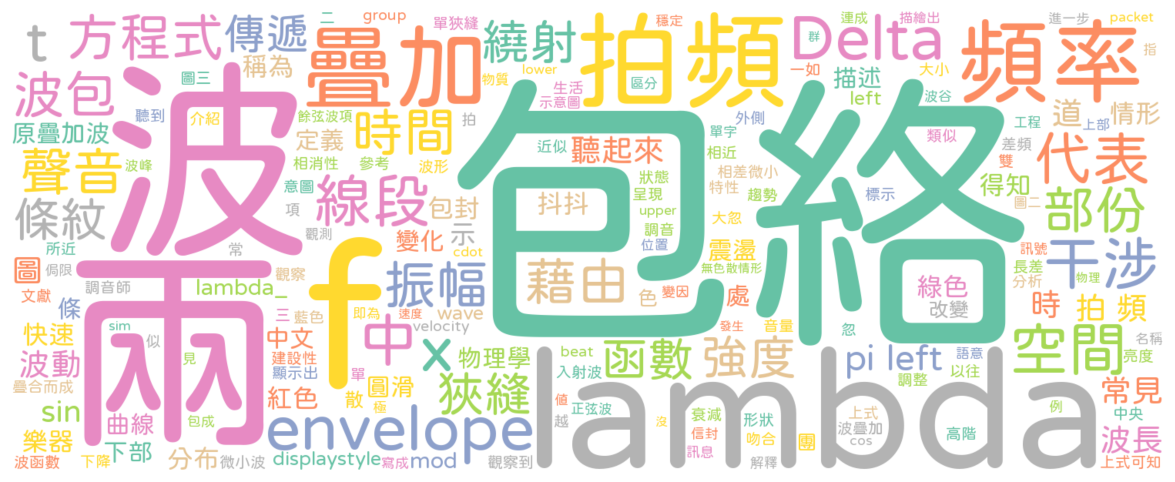 t 方程式 傳遞 二 group 單狹縫 繞射 拍頻 Delta 群 連成 描繪出 進一步 packet
波包 圖三 稱為 疊加 物質 lower 生活 示意圖 區分 一如 大小 頻率 穩定 指
原疊加波 聽到 介紹 餘弦波項 拍 描述 left 波谷 道 情形 工程 上部
聲音 波峰 波 定義 時間 相消性 參考 波形 近似 聽起來 外側 單字 相近 類似 差頻 雙 代表
條紋 意圖 項 線段 包封 抖抖 狀態 呈現 upper 趨勢 相差微小 特性 包絡 得知 圖二 部份
所近 常 觀測 變化 示 cdot 調音 位置 大忽 震盪 標示 長差 分析 訊號 干涉
圖 侷限 文獻 調音師 條 觀察 lambda_ 振幅 wave velocity 藉由 色 變因 無色散情形 處 綠色 改變 時 物理
快速 三 藍色 sim 似 中文 f 即為 速度 中 x 物理學 beat 發生 音量 忽 拍 頻 空間 名稱
波動 兩 見 建設性 顯示出 單 入射波 函數 強度 pi left 語意 以往 亮度
疊合而成 紅色 散 圓滑 狹縫 值 越 正弦波 調整 常見
sin 曲線 包成 極 envelope 衰減 形狀 沒 上式 波疊加 cos lambda 例 中央
樂器 下部 信封 訊息 吻合 團 高階 波長
波函數 下降 分布 微小波 displaystyle 寫成 mod 觀察到 解釋 上式可知